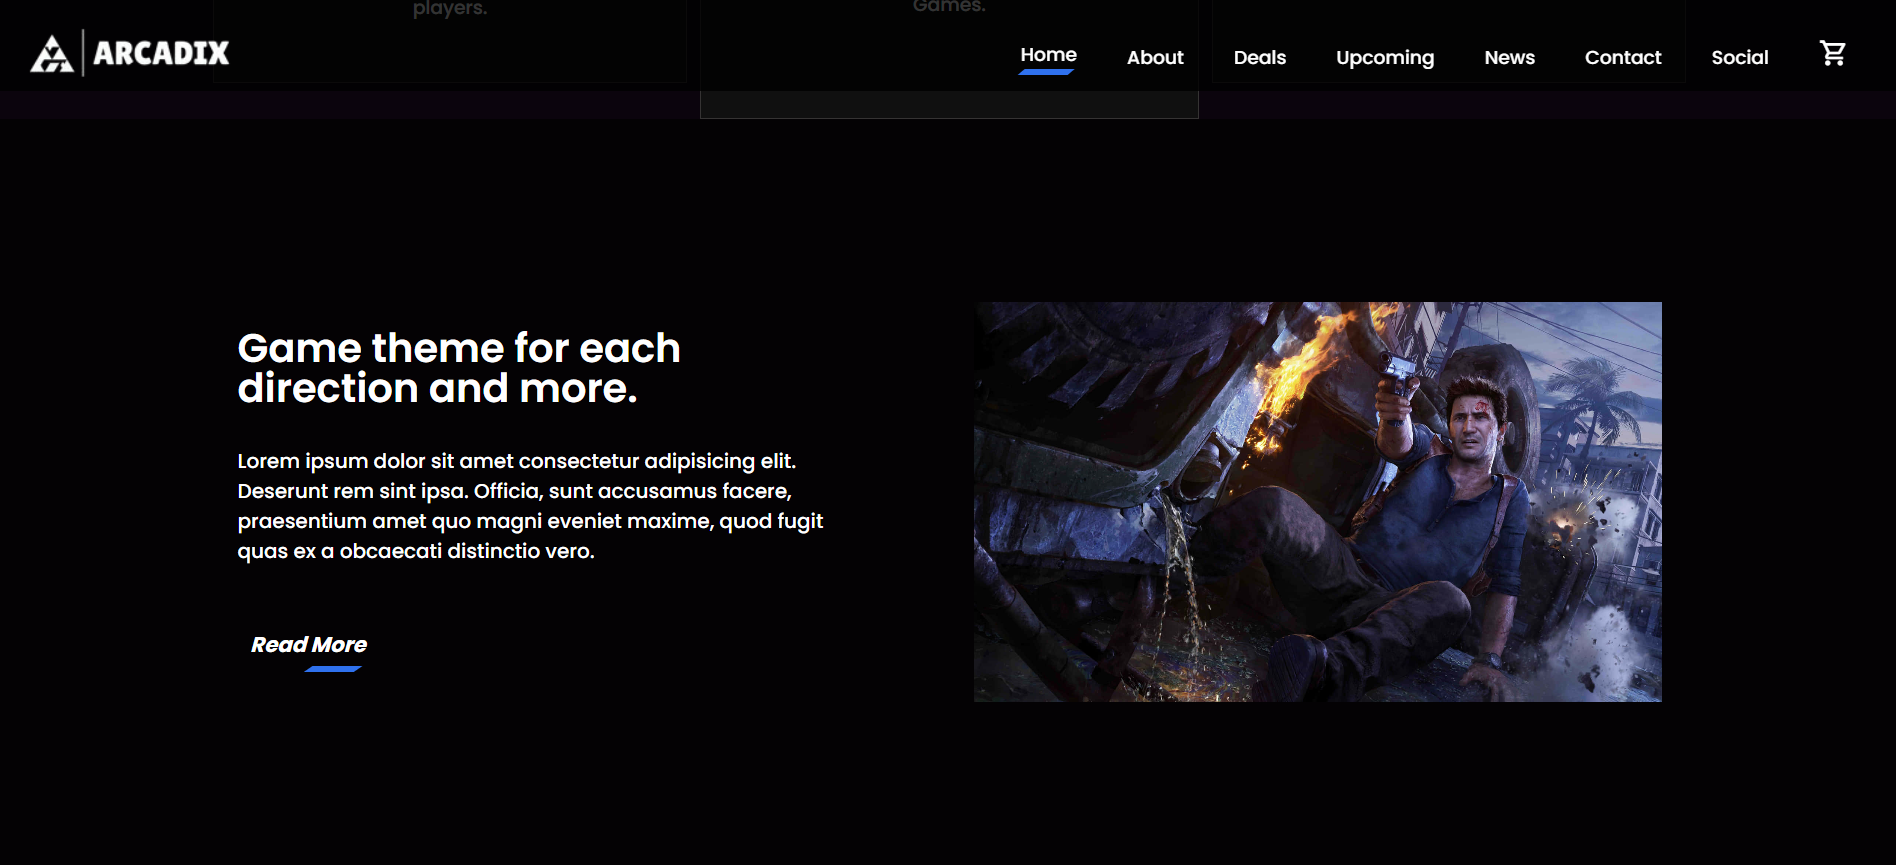 players.
Games.
ARCADIX
Home About Deals Upcoming News Contact Social
Game theme for each
direction and more.
Lorem ipsum dolor sit amet consectetur adipisicing elit.
Deserunt rem sint ipsa. Officia, sunt accusamus facere,
praesentium amet quo magni eveniet maxime, quod fugit
quas ex a obcaecati distinctio vero.
Read More